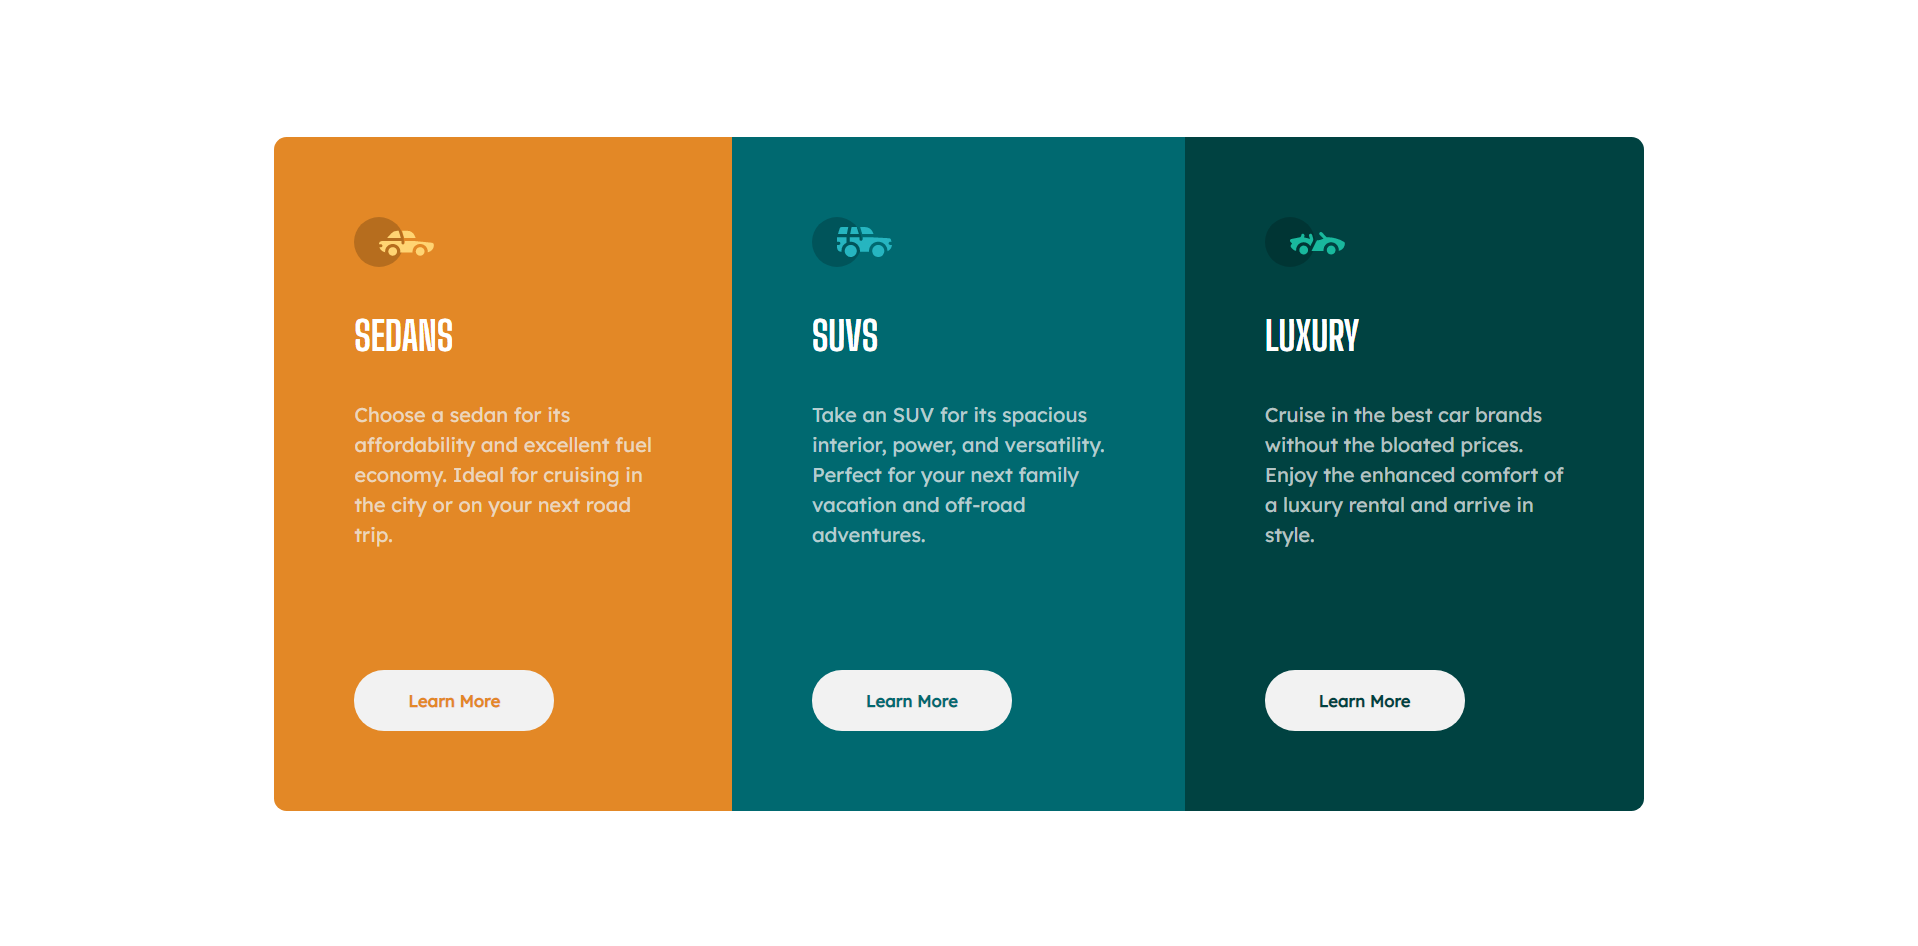 SEDANS
Choose a sedan for its
affordability and excellent fuel
economy. Ideal for cruising in
the city or on your next road
trip.
Learn More
SUVS
Take an SUV for its spacious
interior, power, and versatility.
Perfect for your next family
vacation and off-road
adventures.
Learn More
LUXURY
Cruise in the best car brands
without the bloated prices.
Enjoy the enhanced comfort of
a luxury rental and arrive in
style.
Learn More